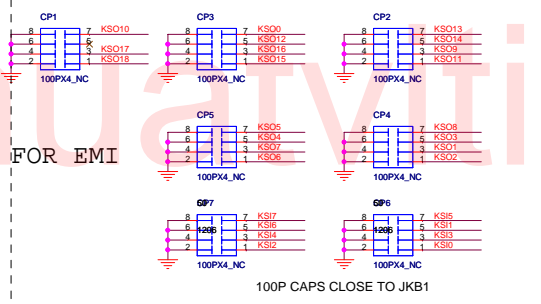 CP1
8 7 KSO10
6 5
4 3 KSO17
2 1 KSO18
100PX4_NC
CP3
8 7 KSO0
6 5 KSO12
4 3 KSO16
2 1 KSO15
100PX4_NC
CP2
8 7 KSO13
6 5 KSO14
4 3 KSO9
2 1 KSO11
100PX4_NC
FOR EMI
CP5
8 7 KSO5
6 5 KSO4
4 3 KSO7
2 1 KSO6
100PX4_NC
CP4
8 7 KSO8
6 5 KSO3
4 3 KSO1
2 1 KSO2
100PX4_NC
CP7
8 7 KSI7
6 1206 5 KSI6
4 3 KSI4
2 1 KSI2
100PX4_NC
CP6
8 7 KSI5
6 1206 5 KSI1
4 3 KSI3
2 1 KSI0
100PX4_NC
100P CAPS CLOSE TO JKB1